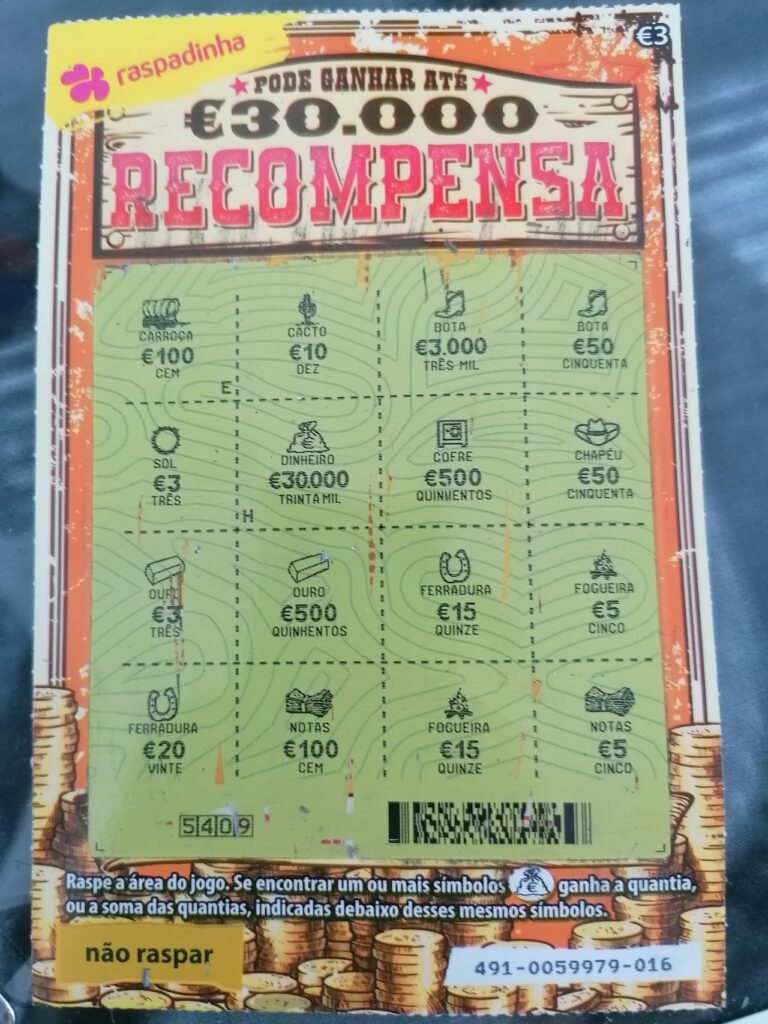 raspadinha
€3
PODE GANHAR ATÉ
€30.000
RECOMPENSA
CARROÇA CACTO BOTA BOTA
€100 €10 €3.000 €50
CEM DEZ TRÊS MIL CINQUENTA
E
SOL DINHEIRO COFRE CHAPÉU
€3 €30.000 €500 €50
TRÊS TRINTA MIL QUINHENTOS CINQUENTA
H
OURO OURO FERRADURA FOGUEIRA
€3 €500 €15 €5
TRÊS QUINHENTOS QUINZE CINCO
FERRADURA NOTAS FOGUEIRA NOTAS
€20 €100 €15 €5
VINTE CEM QUINZE CINCO
5409
Raspe a área do jogo. Se encontrar um ou mais símbolos € ganha a quantia,
ou a soma das quantias, indicadas debaixo desses mesmos símbolos.
não raspar
491-0059979-016